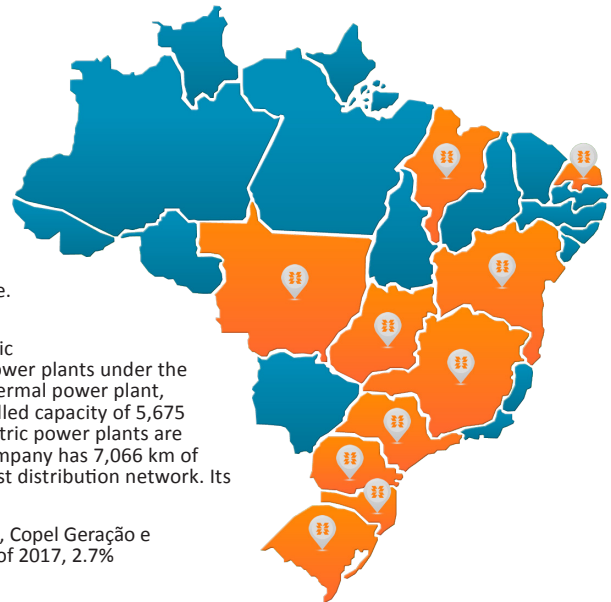 e.
ic
ower plants under the
ermal power plant,
lled capacity of 5,675
tric power plants are
mpany has 7,066 km of
st distribution network. Its
, Copel Geração e
of 2017, 2.7%